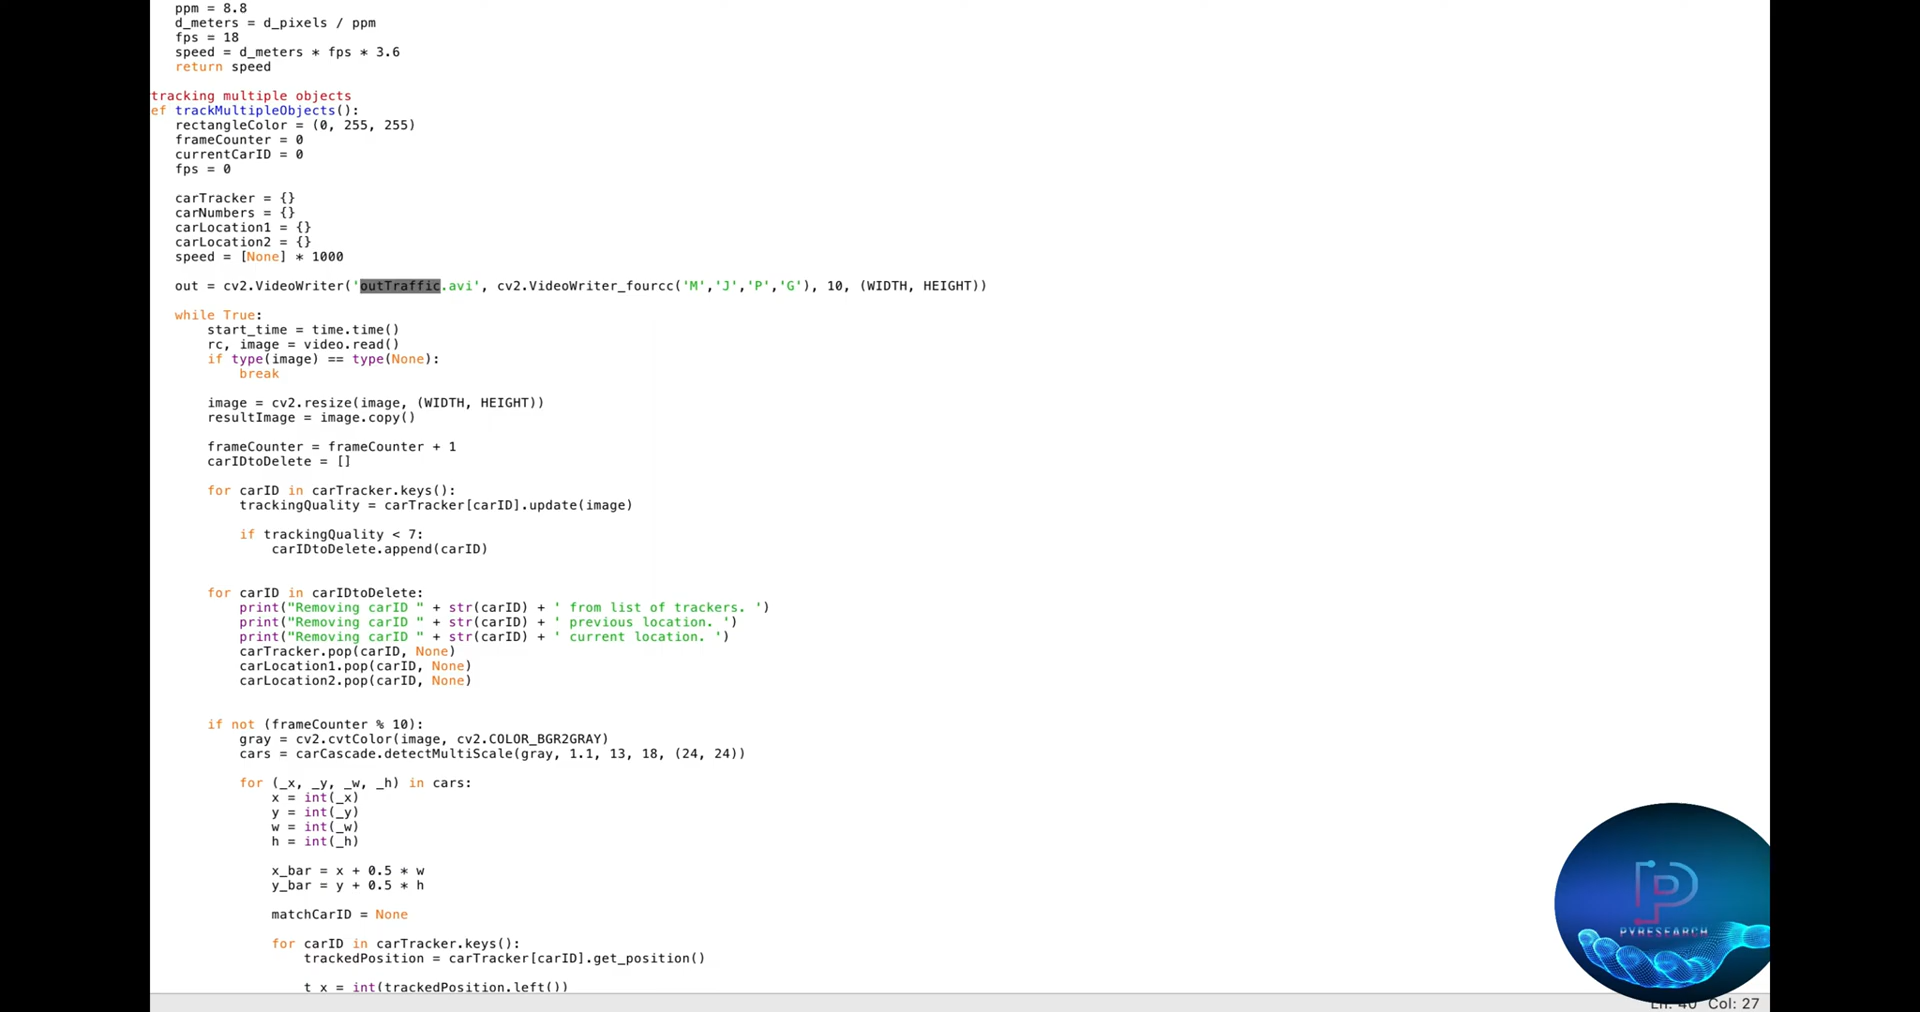 ppm = 8.8
d_meters = d_pixels / ppm
fps = 18
speed = d_meters * fps * 3.6
return speed
tracking multiple objects
ef trackMultipleObjects():
rectangleColor = (0, 255, 255)
frameCounter = 0
currentCarID = 0
fps = 0
carTracker = {}
carNumbers = {}
carLocation1 = {}
carLocation2 = {}
speed = [None] * 1000
out = cv2.VideoWriter('outTraffic.avi', cv2.VideoWriter_fourcc('M','J','P','G'), 10, (WIDTH, HEIGHT))
while True:
start_time = time.time()
rc, image = video.read()
if type(image) == type(None):
break
image = cv2.resize(image, (WIDTH, HEIGHT))
resultImage = image.copy()
frameCounter = frameCounter + 1
carIDtoDelete = []
for carID in carTracker.keys():
trackingQuality = carTracker[carID].update(image)
if trackingQuality < 7:
carIDtoDelete.append(carID)
for carID in carIDtoDelete:
print("Removing carID " + str(carID) + ' from list of trackers. ')
print("Removing carID " + str(carID) + ' previous location. ')
print("Removing carID " + str(carID) + ' current location. ')
carTracker.pop(carID, None)
carLocation1.pop(carID, None)
carLocation2.pop(carID, None)
if not (frameCounter % 10):
gray = cv2.cvtColor(image, cv2.COLOR_BGR2GRAY)
cars = carCascade.detectMultiScale(gray, 1.1, 13, 18, (24, 24))
for (_x, _y, _w, _h) in cars:
x = int(_x)
y = int(_y)
w = int(_w)
h = int(_h)
x_bar = x + 0.5 * w
y_bar = y + 0.5 * h
matchCarID = None
for carID in carTracker.keys():
trackedPosition = carTracker[carID].get_position()
t_x = int(trackedPosition.left())
PYRESEARCH
Ln: 40 Col: 27